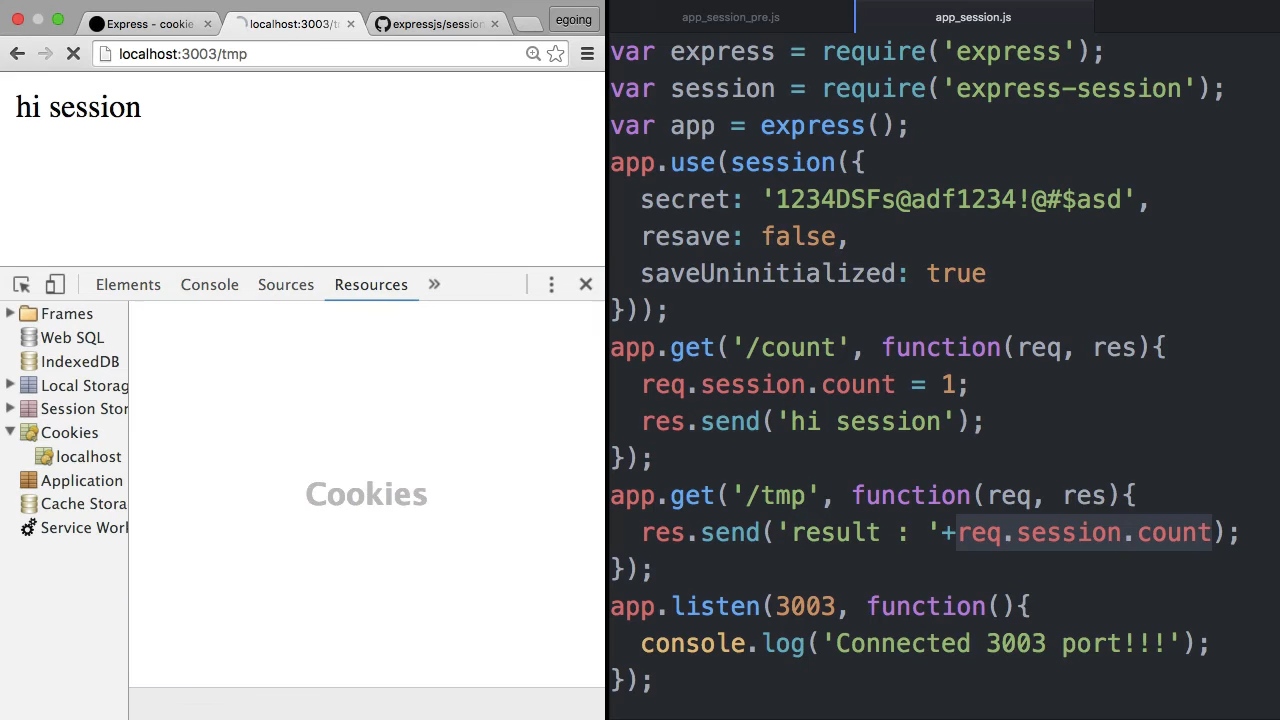 Express - cookie
localhost:3003/tm
expressjs/session
egoing
localhost:3003/tmp
hi session
Elements
Console
Sources
Resources
»
Frames
Web SQL
IndexedDB
Local Storag
Session Stor
Cookies
localhost
Application
Cache Stora
Service Work
Cookies
app_session_pre.js
app_session.js
var express = require('express');
var session = require('express-session');
var app = express();
app.use(session({
  secret: '1234DSFs@adf1234!@#$asd',
  resave: false,
  saveUninitialized: true
}));
app.get('/count', function(req, res){
  req.session.count = 1;
  res.send('hi session');
});
app.get('/tmp', function(req, res){
  res.send('result : '+req.session.count);
});
app.listen(3003, function(){
  console.log('Connected 3003 port!!!');
});